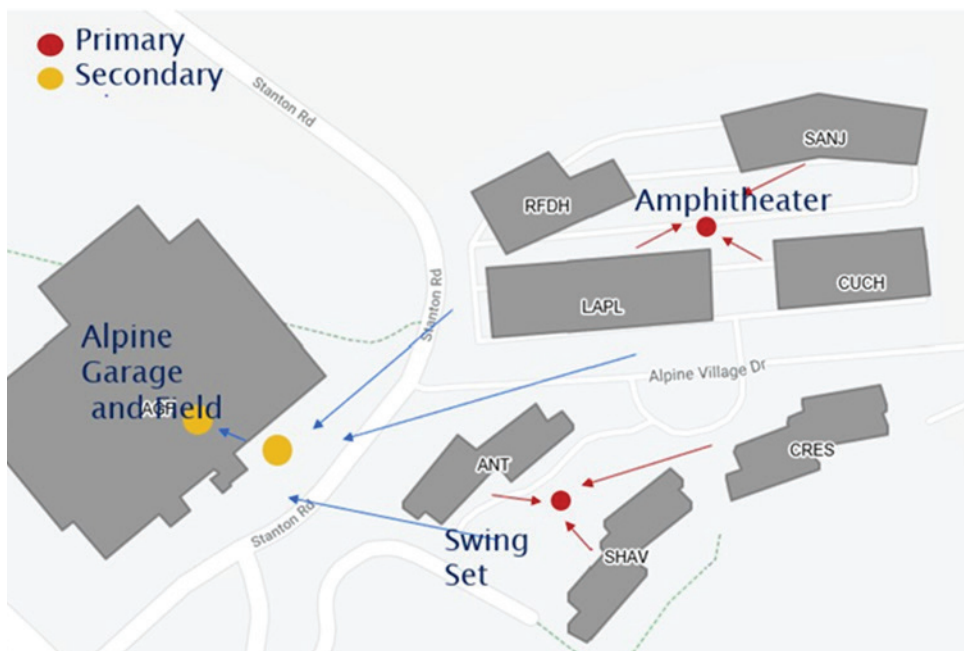 Primary
Secondary
Stanton Rd
SANJ
RFDH
Amphitheater
CUCH
LAPL
Stanton Rd
Alpine
Garage
and Field
Alpine Village Dr
ANT
CRES
Stanton Rd
Swing
Set
SHAV